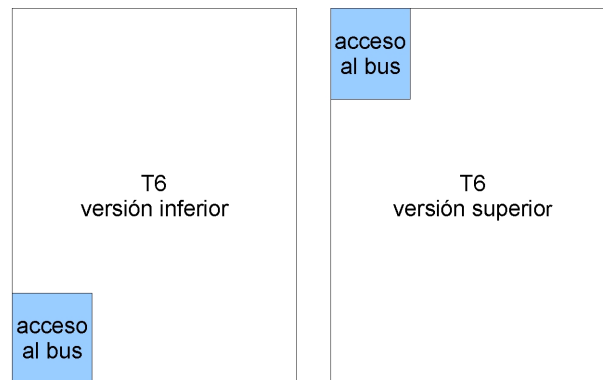 acceso
al bus
T6
versión inferior
T6
versión superior
acceso
al bus